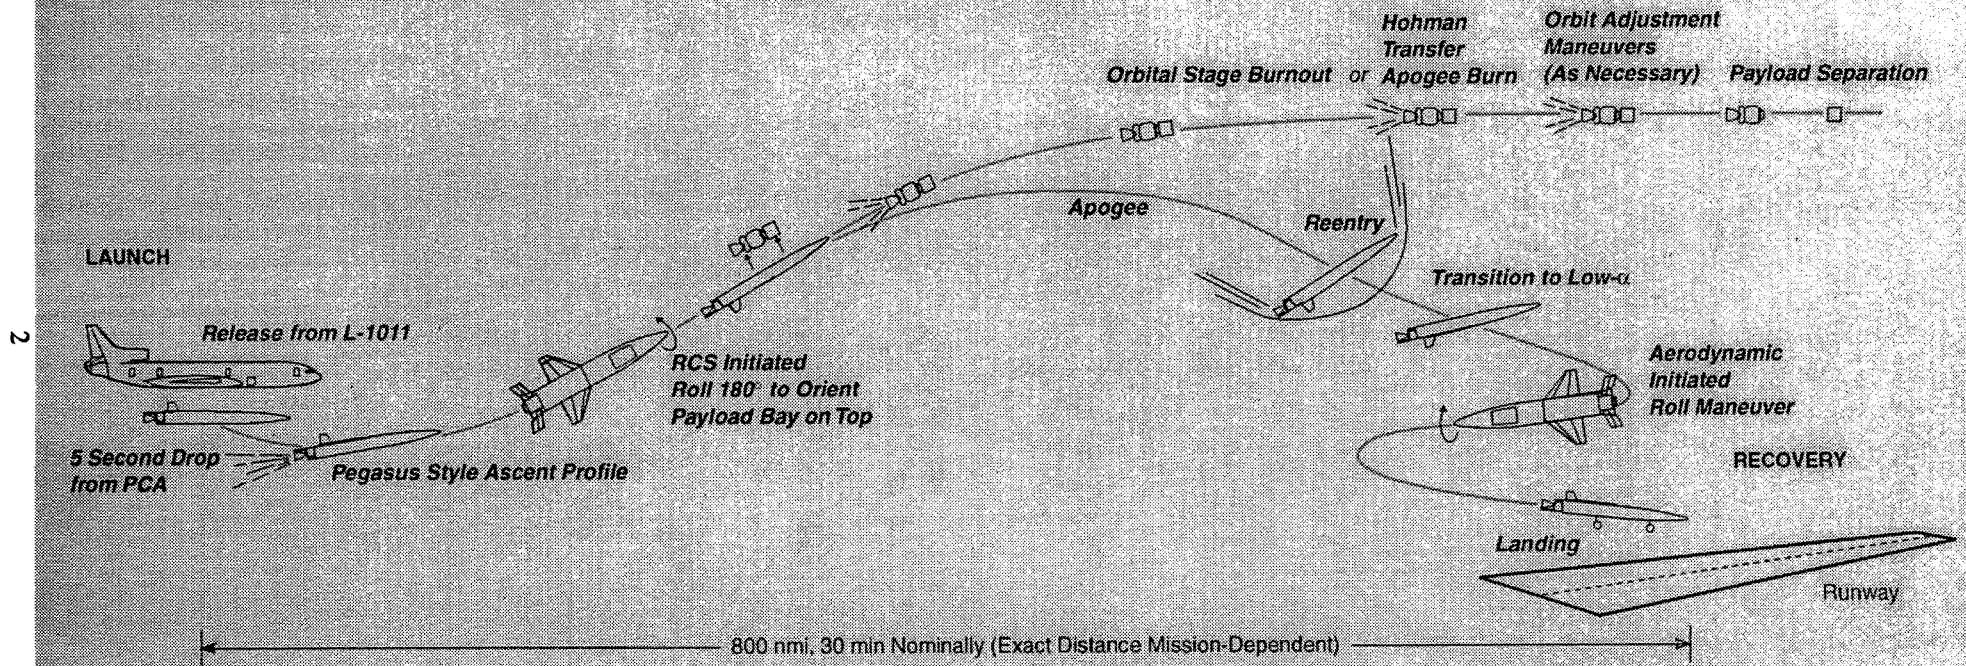 Hohman
Transfer
Orbital Stage Burnout or Apogee Burn
Orbit Adjustment
Maneuvers
(As Necessary)
Payload Separation
Apogee
Reentry
LAUNCH
Transition to Low-α
Release from L-1011
2
RCS Initiated
Roll 180° to Orient
Payload Bay on Top
Aerodynamic
Initiated
Roll Maneuver
5 Second Drop
from PCA
Pegasus Style Ascent Profile
RECOVERY
Landing
Runway
800 nmi, 30 min Nominally (Exact Distance Mission-Dependent)